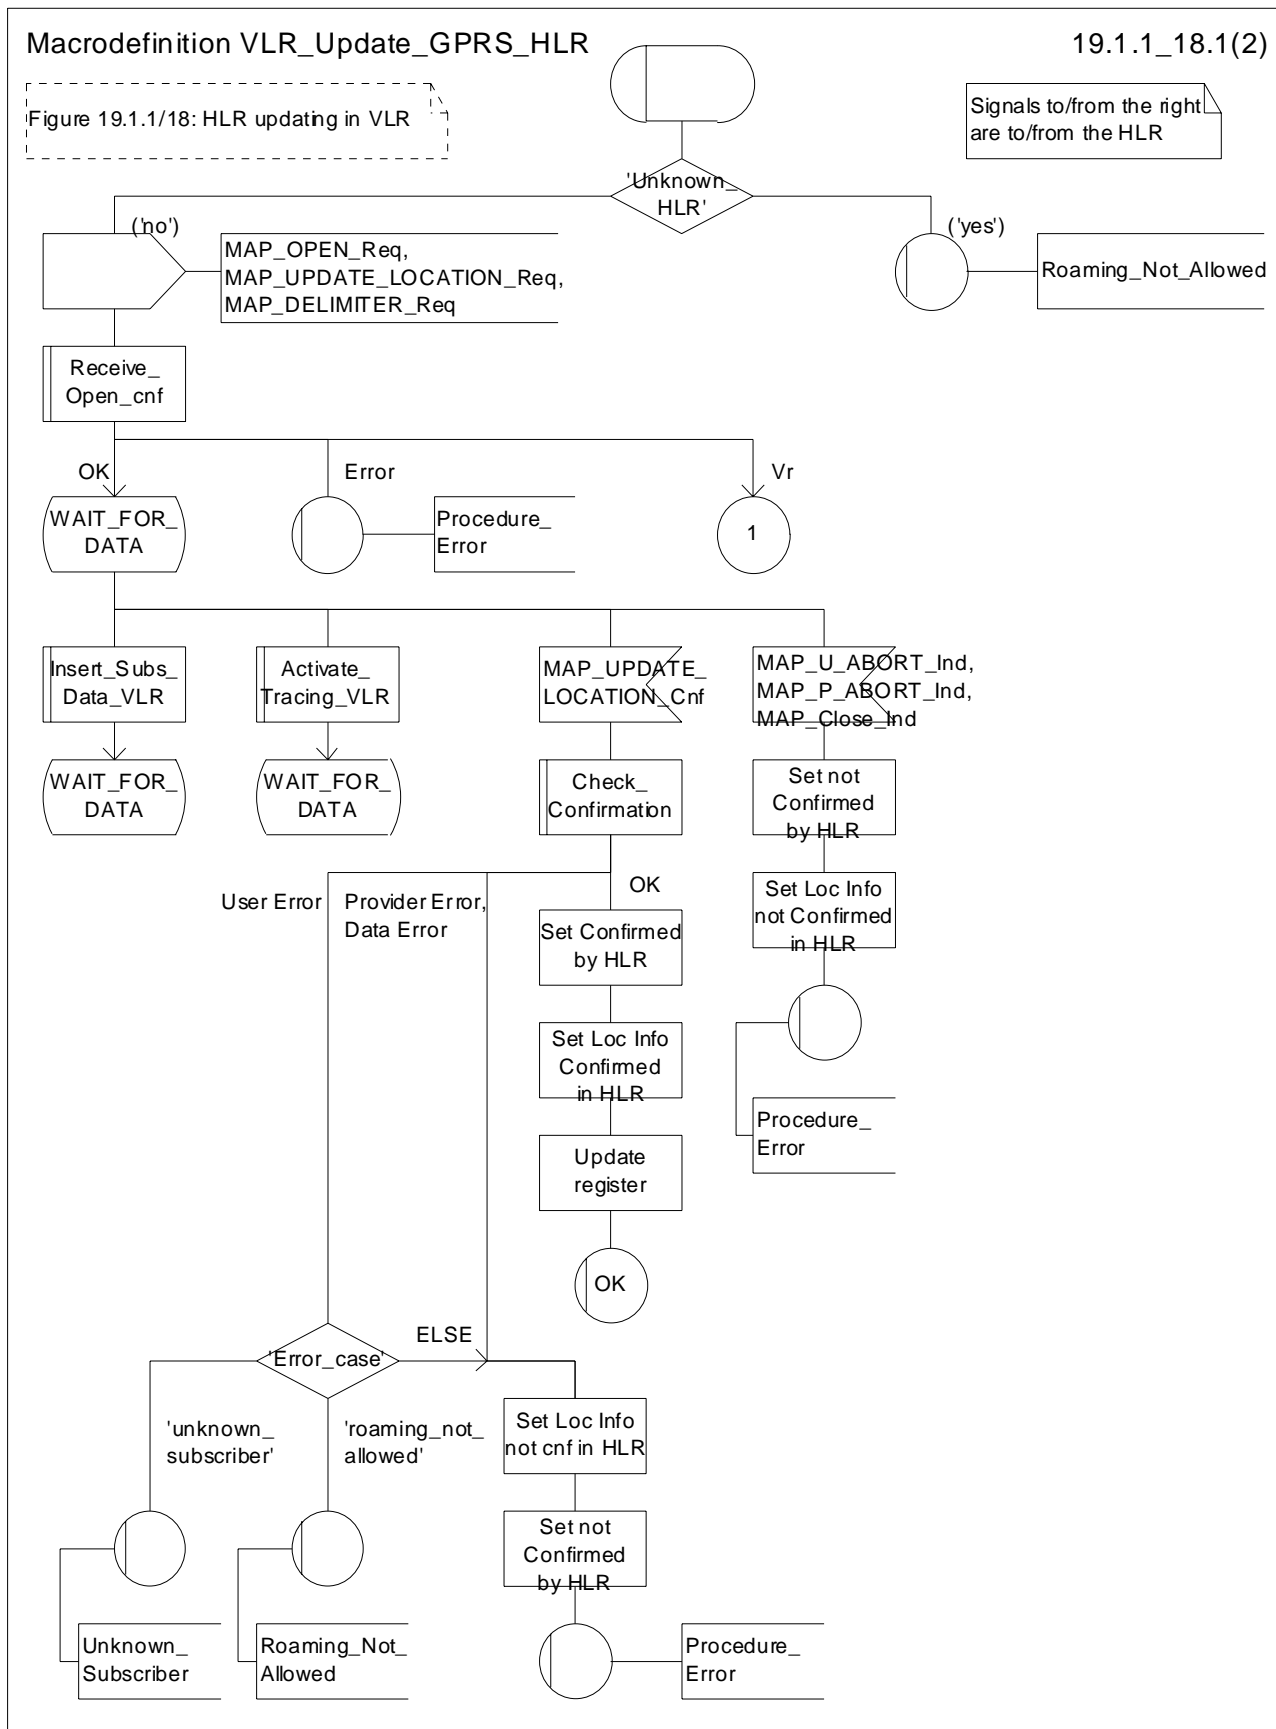 Macrodefinition VLR_Update_GPRS_HLR
19.1.1_18.1(2)
Figure 19.1.1/18: HLR updating in VLR
Signals to/from the right
are to/from the HLR
'Unknown_
HLR'
('no')
('yes')
MAP_OPEN_Req,
MAP_UPDATE_LOCATION_Req,
MAP_DELIMITER_Req
Roaming_Not_Allowed
Receive_
Open_cnf
OK
Error
Vr
WAIT_FOR_
DATA
Procedure_
Error
1
Insert_Subs_
Data_VLR
Activate_
Tracing_VLR
MAP_UPDATE_
LOCATION_Cnf
MAP_U_ABORT_Ind,
MAP_P_ABORT_Ind,
MAP_Close_Ind
WAIT_FOR_
DATA
WAIT_FOR_
DATA
Check_
Confirmation
Set not
Confirmed
by HLR
User Error
Provider Error,
Data Error
OK
Set Loc Info
not Confirmed
in HLR
Set Confirmed
by HLR
Set Loc Info
Confirmed
in HLR
Procedure_
Error
Update
register
OK
'Error_case'
ELSE
'unknown_
subscriber'
'roaming_not_
allowed'
Set Loc Info
not cnf in HLR
Set not
Confirmed
by HLR
Unknown_
Subscriber
Roaming_Not_
Allowed
Procedure_
Error